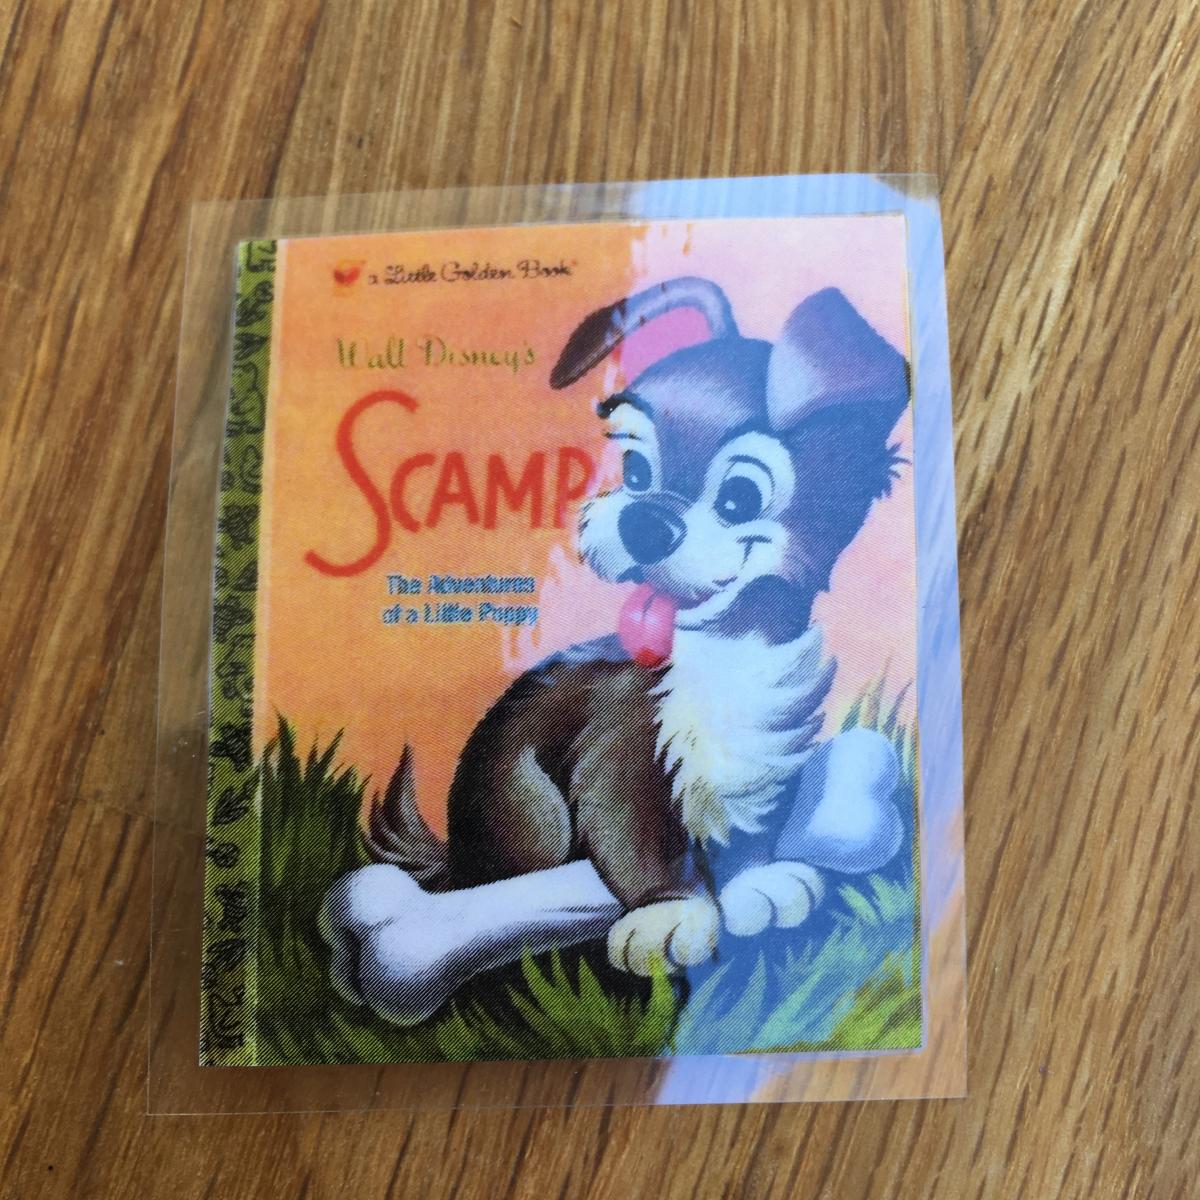 a Little Golden Book®
Walt Disney's
SCAMP
The Adventures
of a Little Puppy